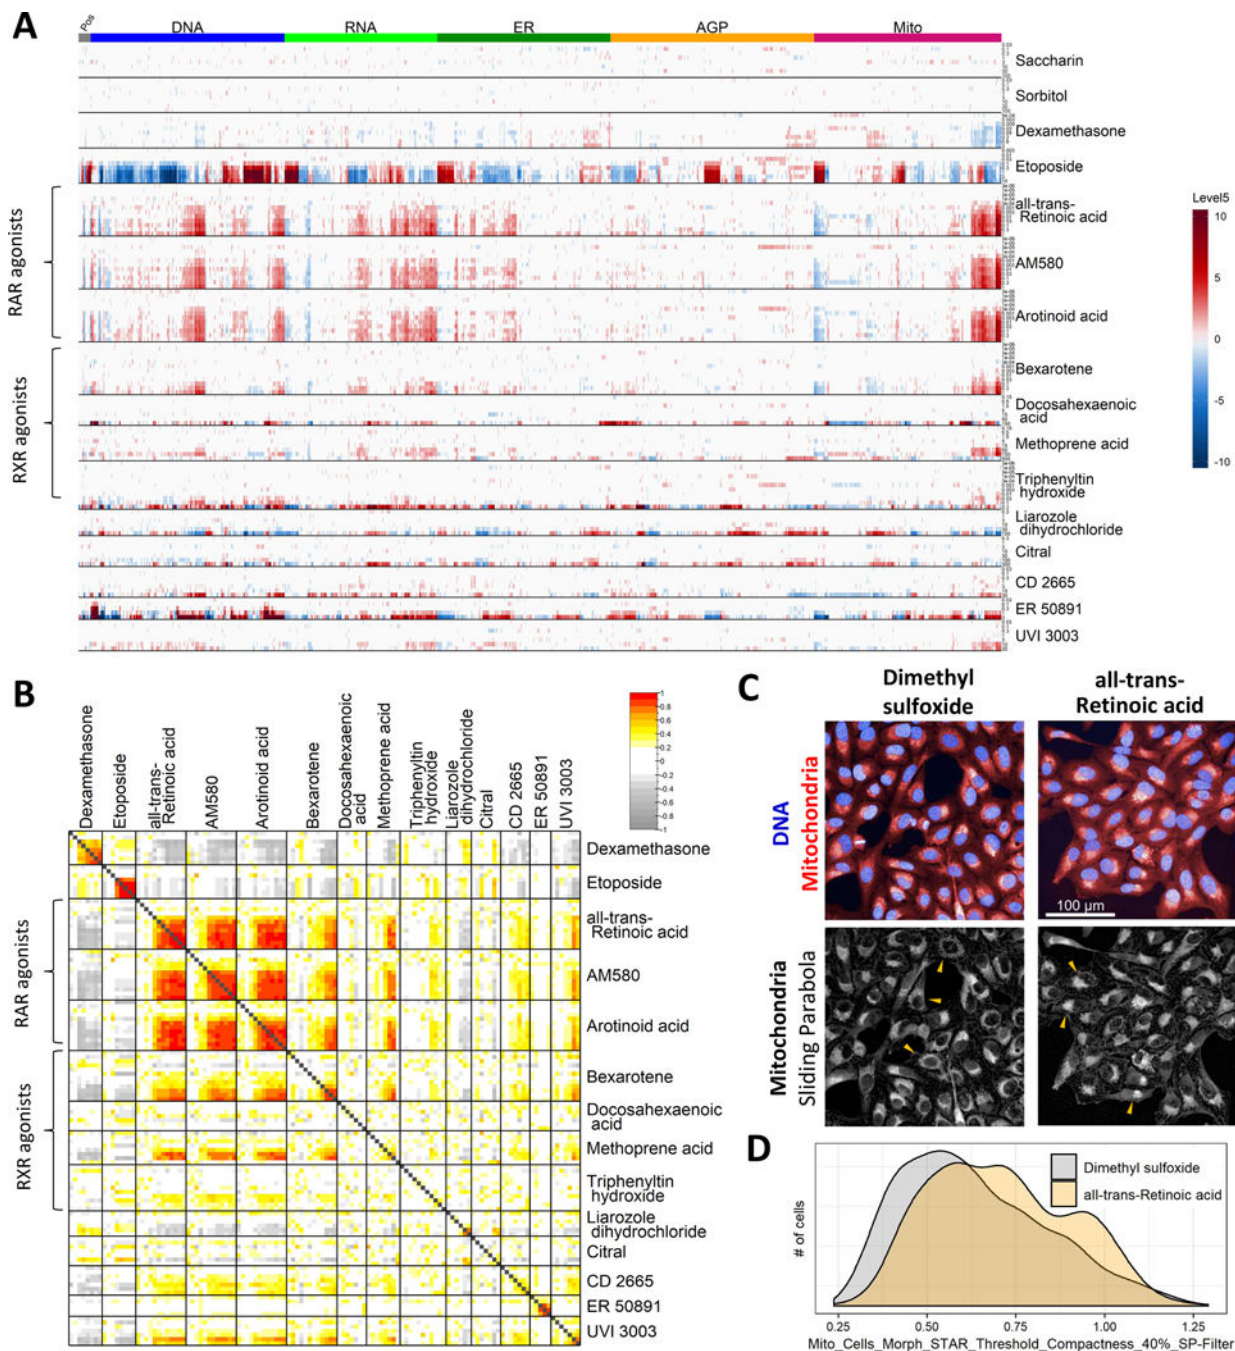 A
Pos
DNA
RNA
ER
AGP
Mito
Saccharin
Sorbitol
Dexamethasone
Etoposide
all-trans-
Retinoic acid
AM580
Arotinoid acid
Bexarotene
Docosahexaenoic
acid
Methoprene acid
Triphenyltin
hydroxide
Liarozole
dihydrochloride
Citral
CD 2665
ER 50891
UVI 3003
RAR agonists
RXR agonists
Level5
10
5
0
-5
-10
B
Dexamethasone
Etoposide
all-trans-
Retinoic acid
AM580
Arotinoid acid
Bexarotene
Docosahexaenoic
acid
Methoprene acid
Triphenyltin
hydroxide
Liarozole
dihydrochloride
Citral
CD 2665
ER 50891
UVI 3003
1
0.8
0.6
0.4
0.2
0
-0.2
-0.4
-0.6
-0.8
-1
Dexamethasone
Etoposide
all-trans-
Retinoic acid
AM580
Arotinoid acid
Bexarotene
Docosahexaenoic
acid
Methoprene acid
Triphenyltin
hydroxide
Liarozole
dihydrochloride
Citral
CD 2665
ER 50891
UVI 3003
RAR agonists
RXR agonists
C
Dimethyl
sulfoxide
all-trans-
Retinoic acid
DNA
Mitochondria
100 µm
Mitochondria
Sliding Parabola
D
Dimethyl sulfoxide
all-trans-Retinoic acid
# of cells
0.25
0.50
0.75
1.00
1.25
Mito_Cells_Morph_STAR_Threshold_Compactness_40%_SP-Filter